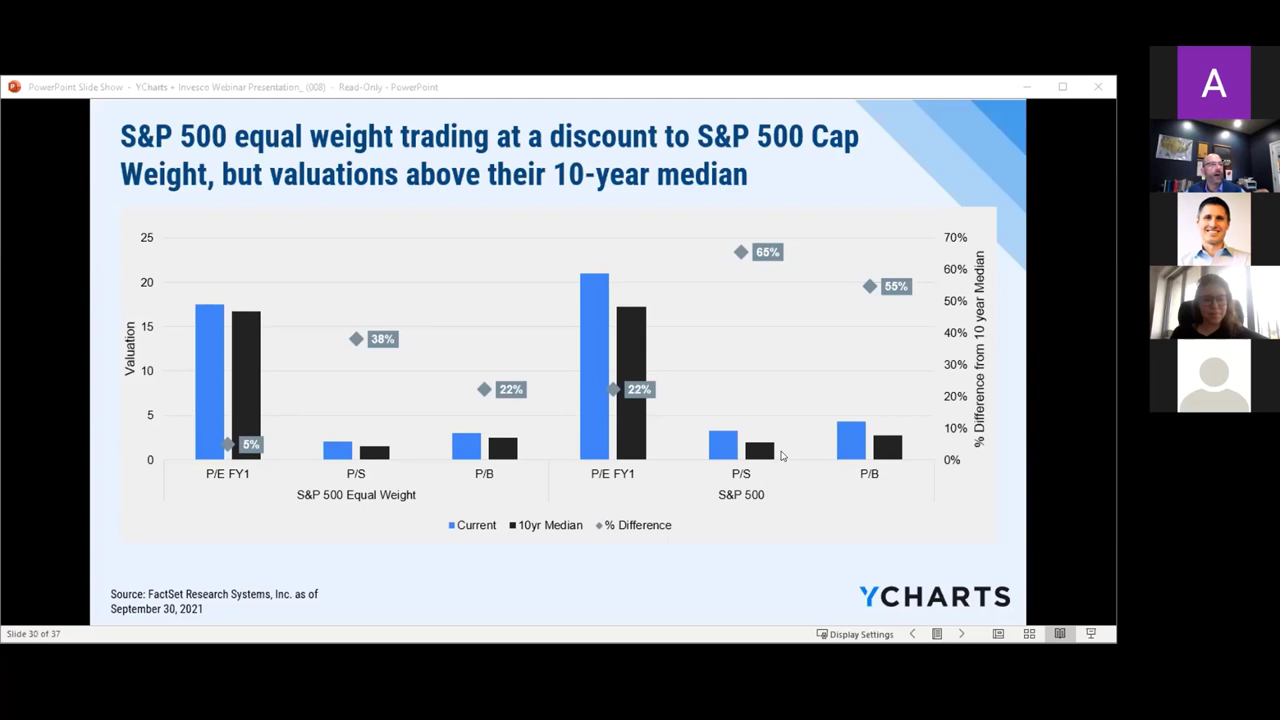 PowerPoint Slide Show - YCharts + Invesco Webinar Presentation_ (008) - Read-Only - PowerPoint
A
S&P 500 equal weight trading at a discount to S&P 500 Cap
Weight, but valuations above their 10-year median
25
20
15
10
5
0
Valuation
70%
60%
50%
40%
30%
20%
10%
0%
% Difference from 10 year Median
5%
38%
22%
22%
65%
55%
P/E FY1
P/S
P/B
P/E FY1
P/S
P/B
S&P 500 Equal Weight
S&P 500
Current
10yr Median
% Difference
Source: FactSet Research Systems, Inc. as of
September 30, 2021
YCHARTS
Slide 30 of 37
Display Settings